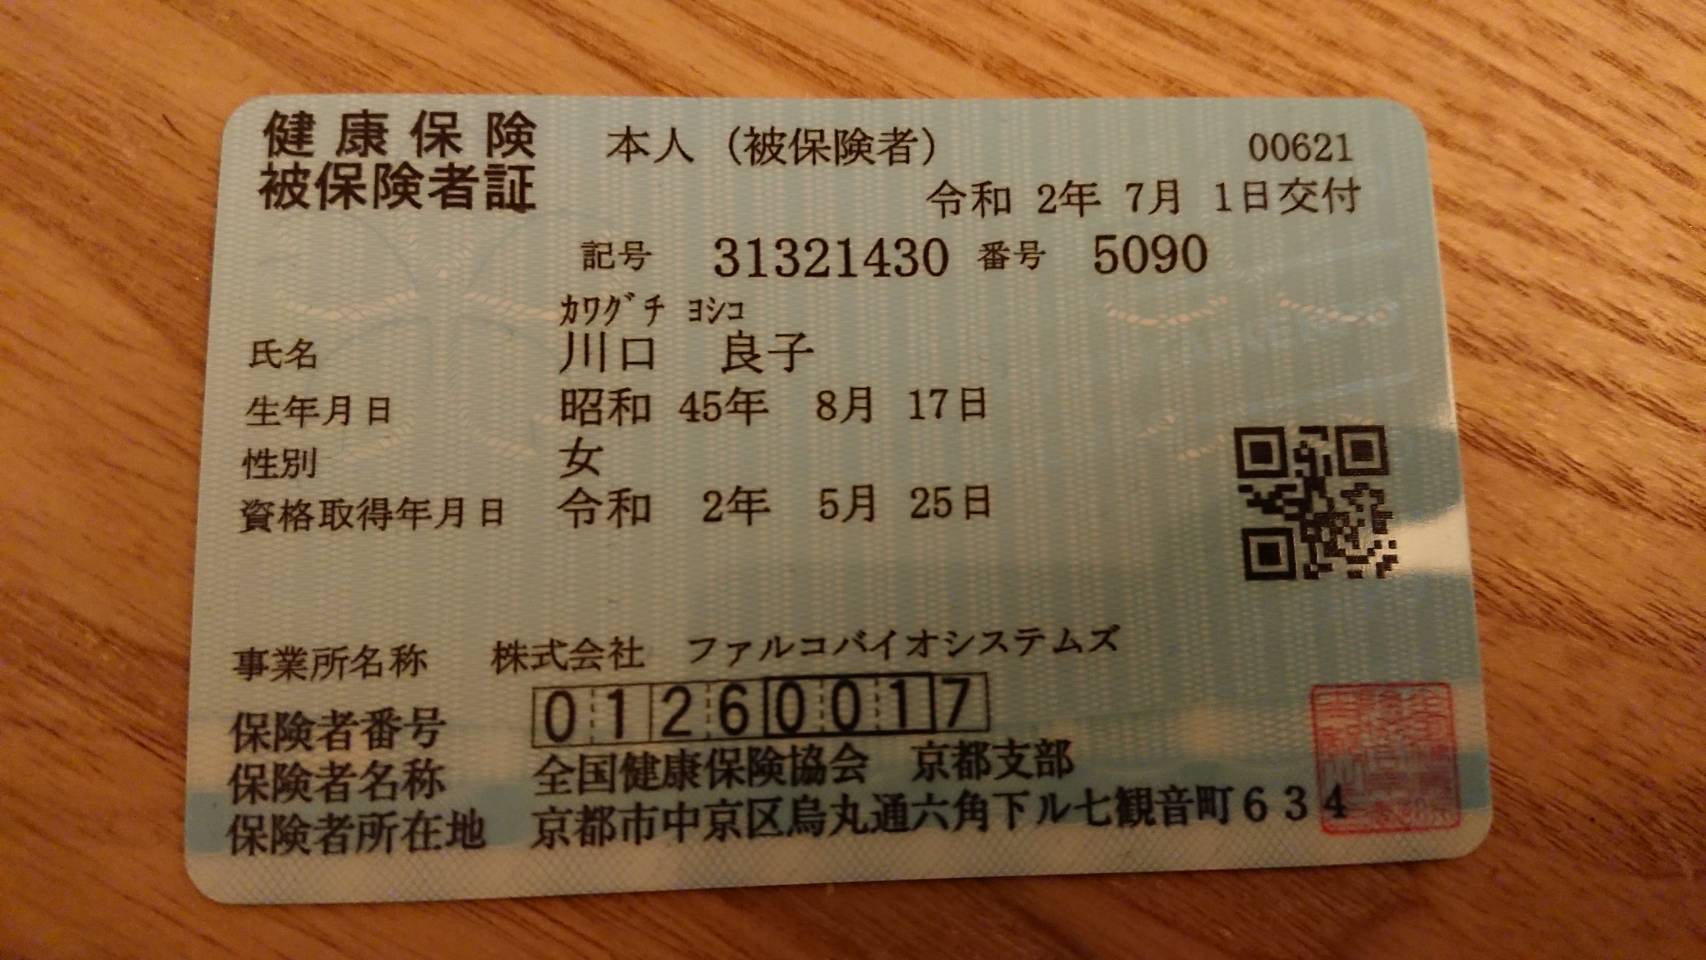 健康保険 本人（被保険者） 00621
被保険者証
令和 2年 7月 1日交付
記号 31321430 番号 5090
ｶﾜｸﾞﾁ ﾖｼｺ
氏名 川口 良子
生年月日 昭和 45年 8月 17日
性別 女
資格取得年月日 令和 2年 5月 25日
事業所名称 株式会社 ファルコバイオシステムズ
保険者番号 01260017
保険者名称 全国健康保険協会 京都支部
保険者所在地 京都市中京区烏丸通六角下ル七観音町634